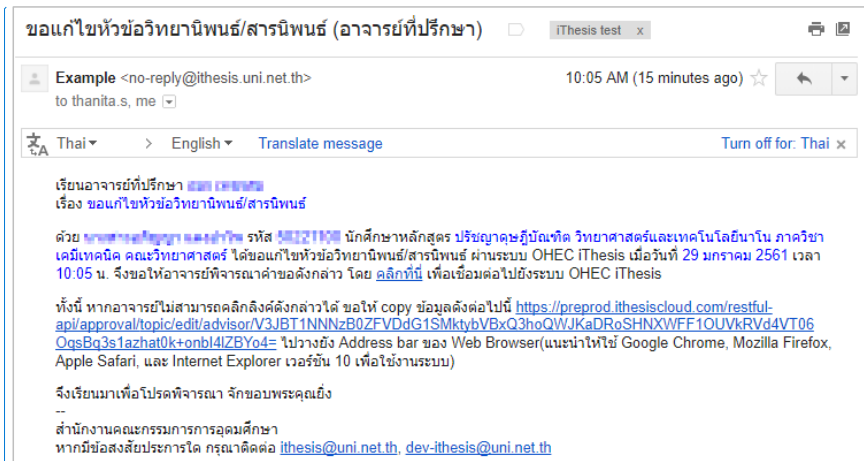 ขอแก้ไขหัวข้อวิทยานิพนธ์/สารนิพนธ์ (อาจารย์ที่ปรึกษา) iThesis test x
Example <no-reply@ithesis.uni.net.th> 10:05 AM (15 minutes ago)
to thanita.s, me
Thai > English Translate message Turn off for: Thai x
เรียนอาจารย์ที่ปรึกษา
เรื่อง ขอแก้ไขหัวข้อวิทยานิพนธ์/สารนิพนธ์
ด้วย รหัส นักศึกษาหลักสูตร ปรัชญาดุษฎีบัณฑิต วิทยาศาสตร์และเทคโนโลยีนาโน ภาควิชา
เคมีเทคนิค คณะวิทยาศาสตร์ ได้ขอแก้ไขหัวข้อวิทยานิพนธ์/สารนิพนธ์ ผ่านระบบ OHEC iThesis เมื่อวันที่ 29 มกราคม 2561 เวลา
10:05 น. จึงขอให้อาจารย์พิจารณาคำขอดังกล่าว โดย คลิกที่นี่ เพื่อเชื่อมต่อไปยังระบบ OHEC iThesis
ทั้งนี้ หากอาจารย์ไม่สามารถคลิกลิงค์ดังกล่าวได้ ขอให้ copy ข้อมูลดังต่อไปนี้ https://preprod.ithesiscloud.com/restful-
api/approval/topic/edit/advisor/V3JBT1NNNzB0ZFVDdG1SMktybVBxQ3hoQWJKaDRoSHNXWFF1OUVkRVd4VT06
OqsBq3s1azhat0k+onbl4lZBYo4= ไปวางยัง Address bar ของ Web Browser(แนะนำให้ใช้ Google Chrome, Mozilla Firefox,
Apple Safari, และ Internet Explorer เวอร์ชัน 10 เพื่อใช้งานระบบ)
จึงเรียนมาเพื่อโปรดพิจารณา จักขอบพระคุณยิ่ง
--
สำนักงานคณะกรรมการการอุดมศึกษา
หากมีข้อสงสัยประการใด กรุณาติดต่อ ithesis@uni.net.th, dev-ithesis@uni.net.th